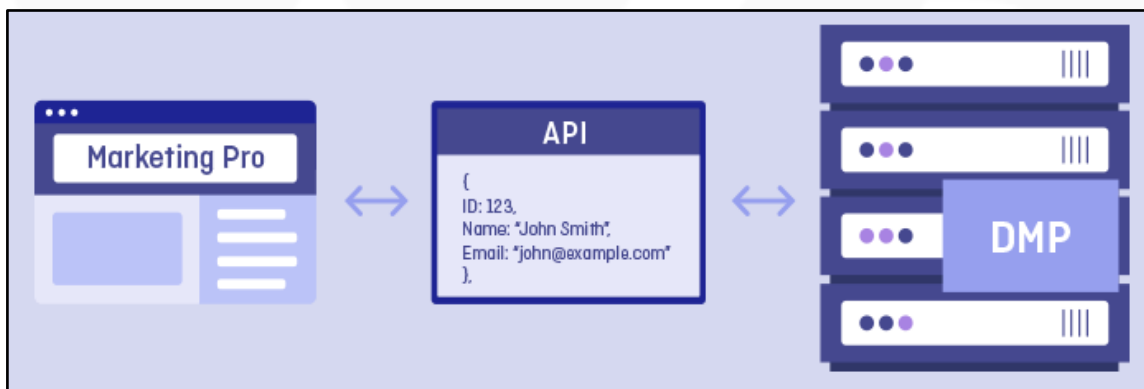 Marketing Pro
API
{
ID: 123,
Name: “John Smith”,
Email: “john@example.com”
},
DMP